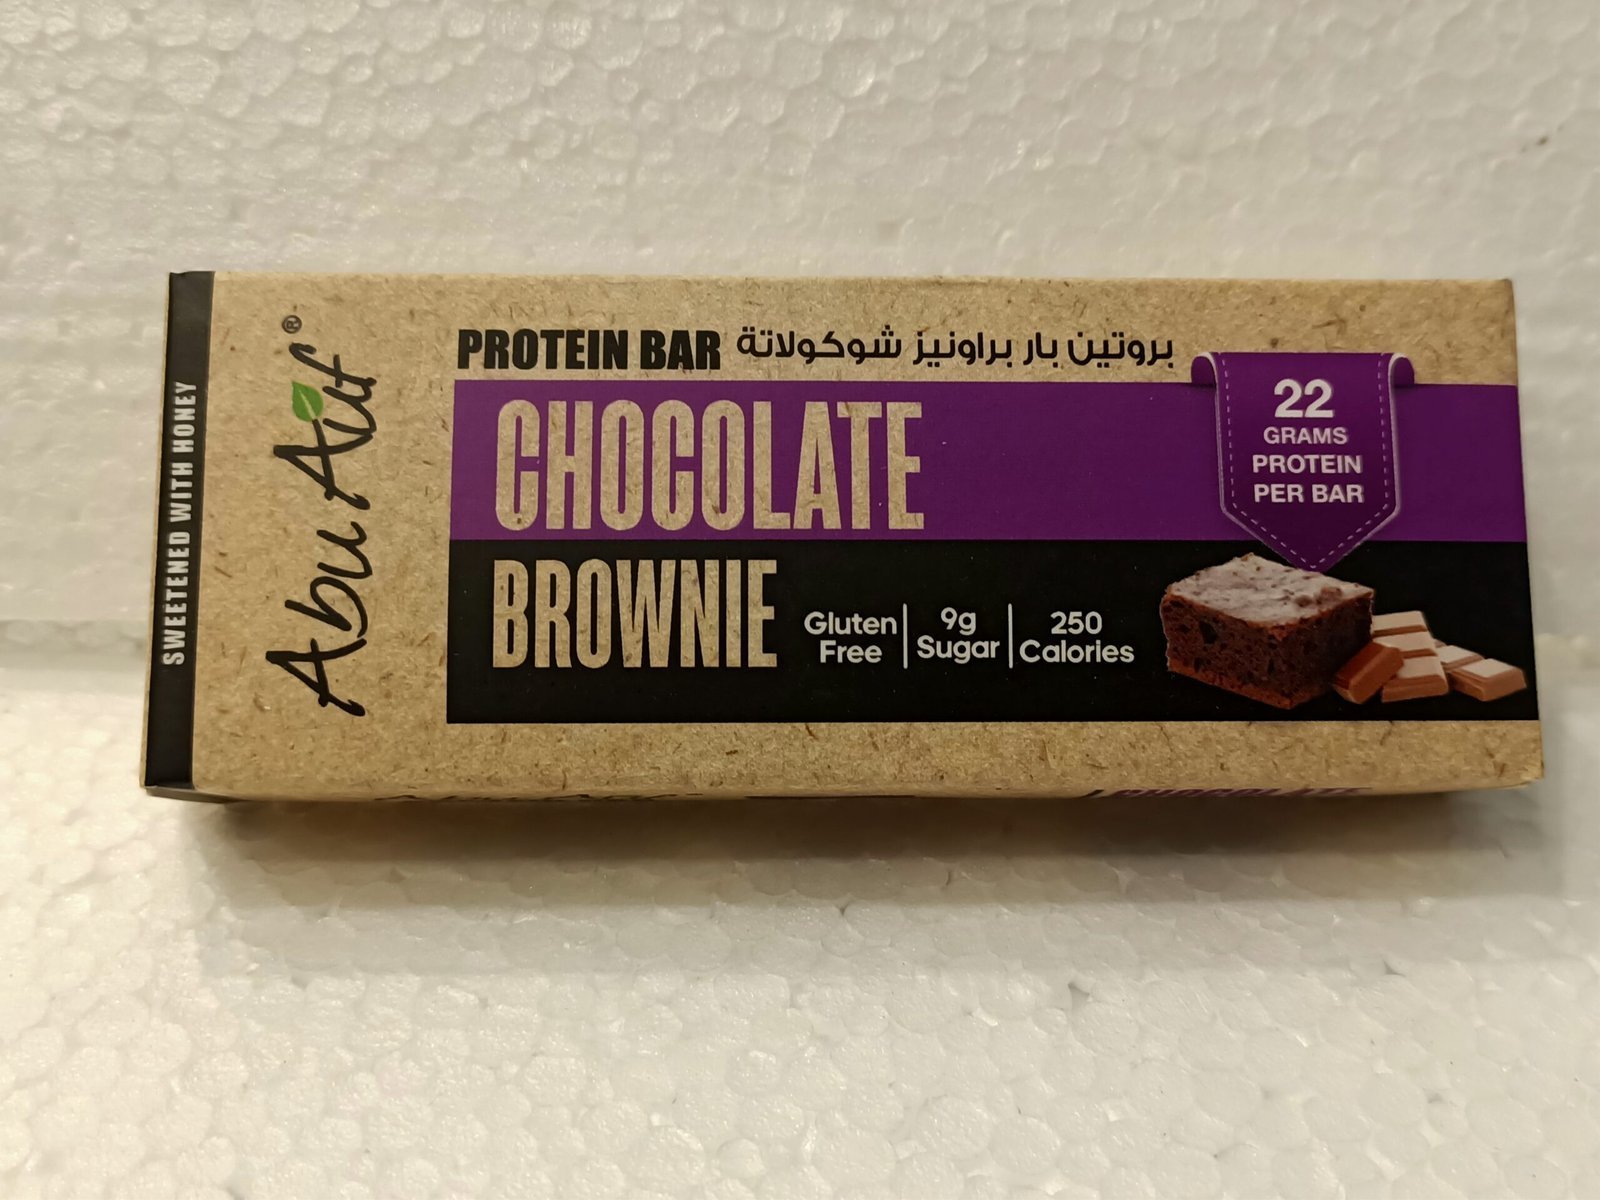 SWEETENED WITH HONEY
Abu Auf®
PROTEIN BAR بروتين بار براونيز شوكولاتة
CHOCOLATE
BROWNIE
Gluten Free
9g Sugar
250 Calories
22
GRAMS
PROTEIN
PER BAR
CHOCOLATE